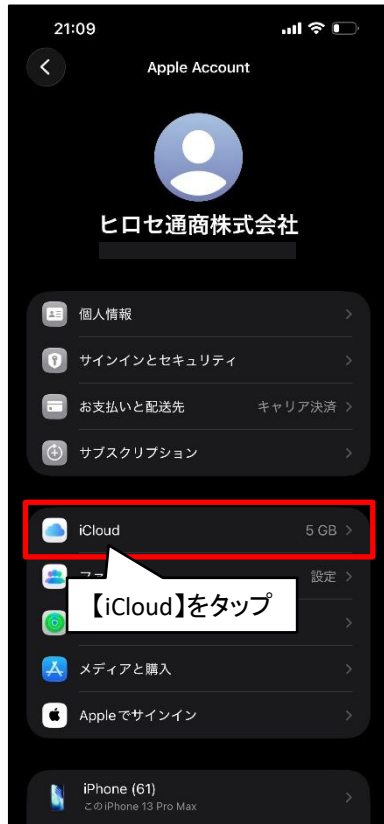 21:09
Apple Account
ヒロセ通商株式会社
個人情報
サインインとセキュリティ
お支払いと配送先 キャリア決済
サブスクリプション
iCloud 5 GB
ファ 設定
【iCloud】をタップ
メディアと購入
Appleでサインイン
iPhone (61)
このiPhone 13 Pro Max